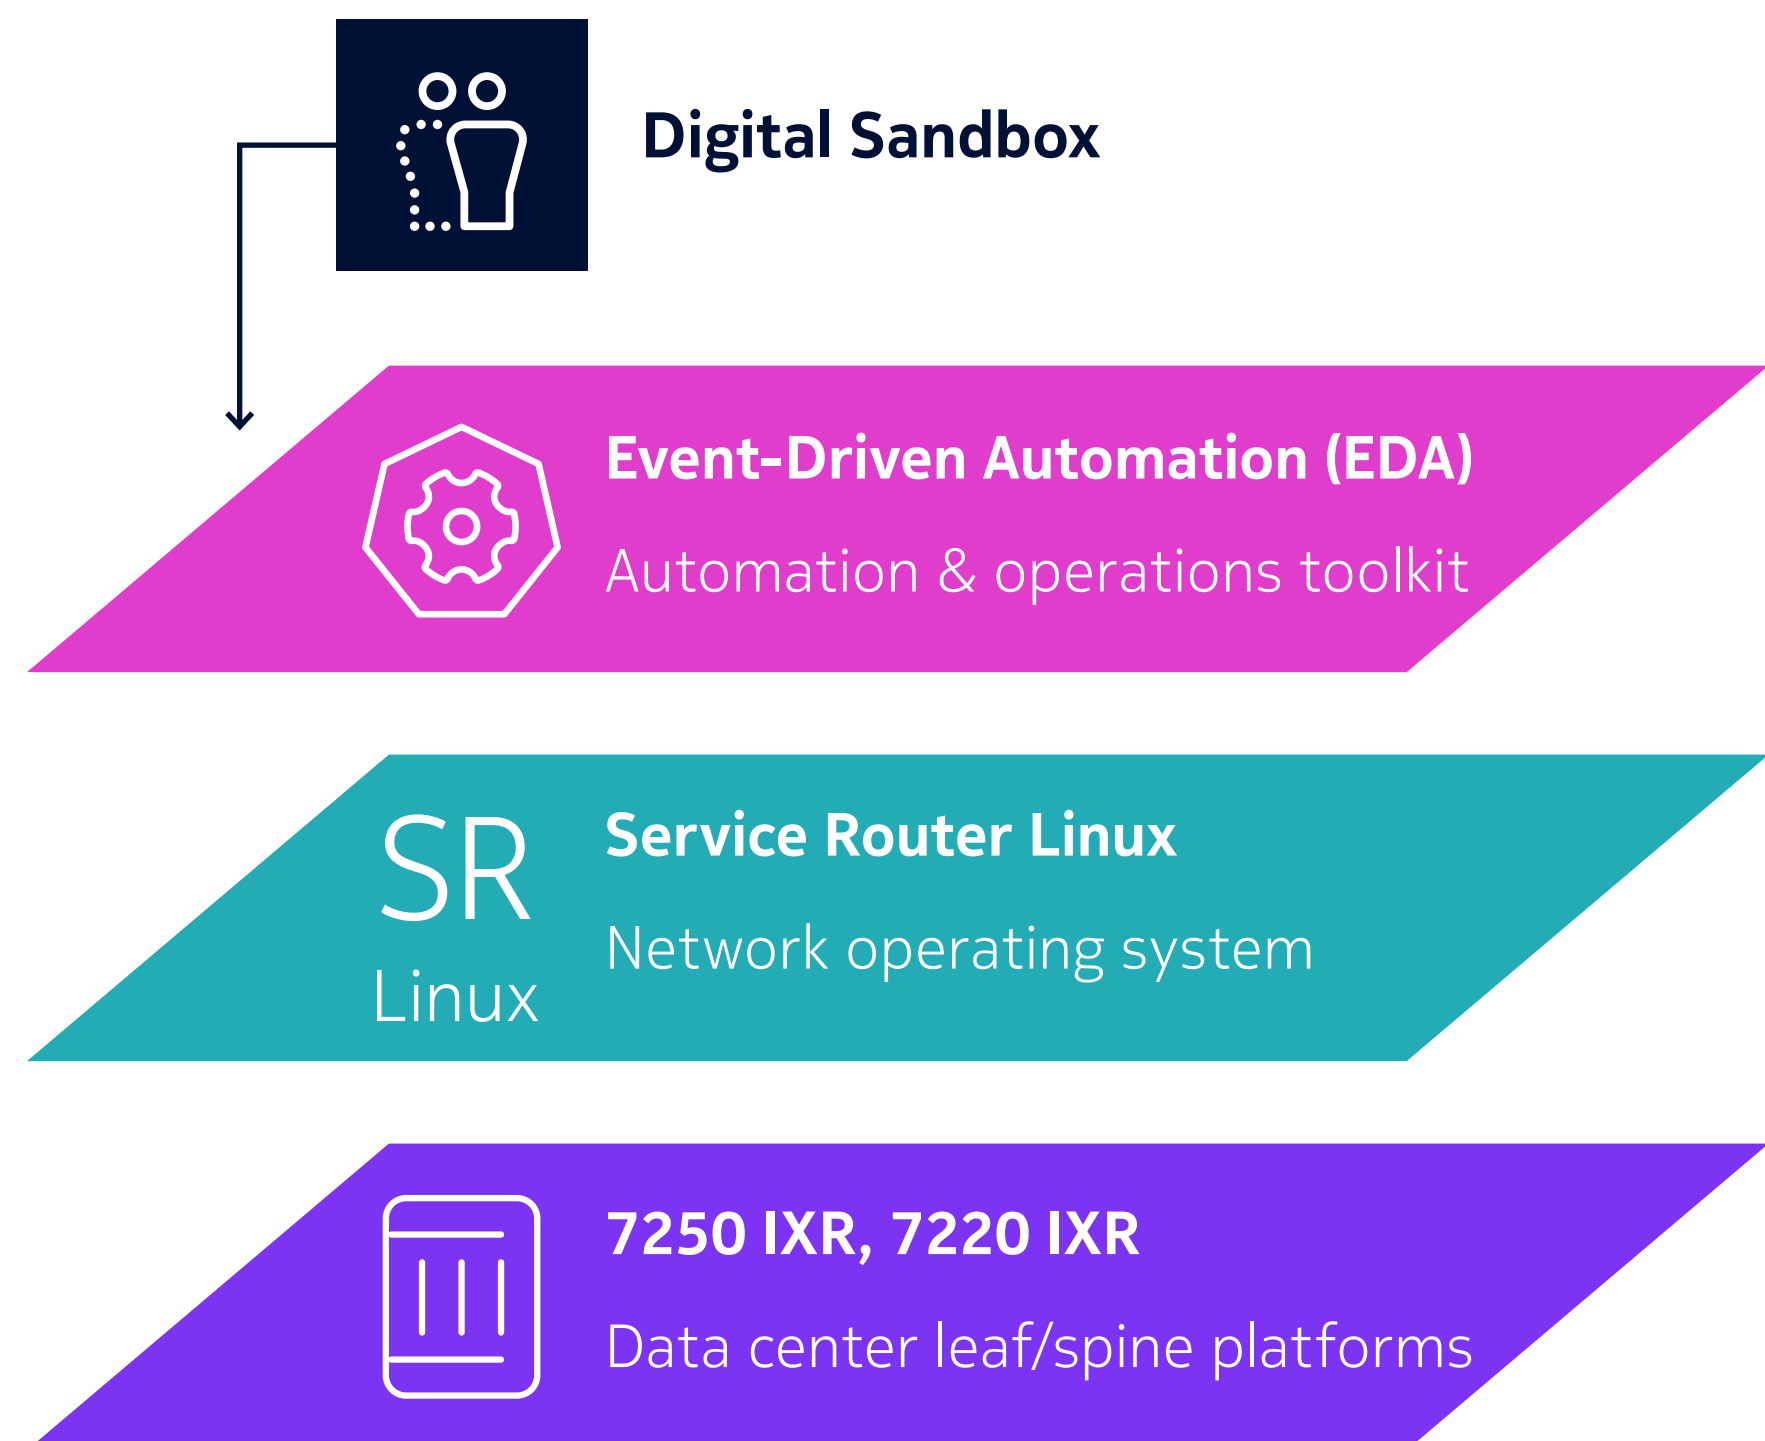 Digital Sandbox
Event-Driven Automation (EDA)
Automation & operations toolkit
SR
Linux
Service Router Linux
Network operating system
7250 IXR, 7220 IXR
Data center leaf/spine platforms